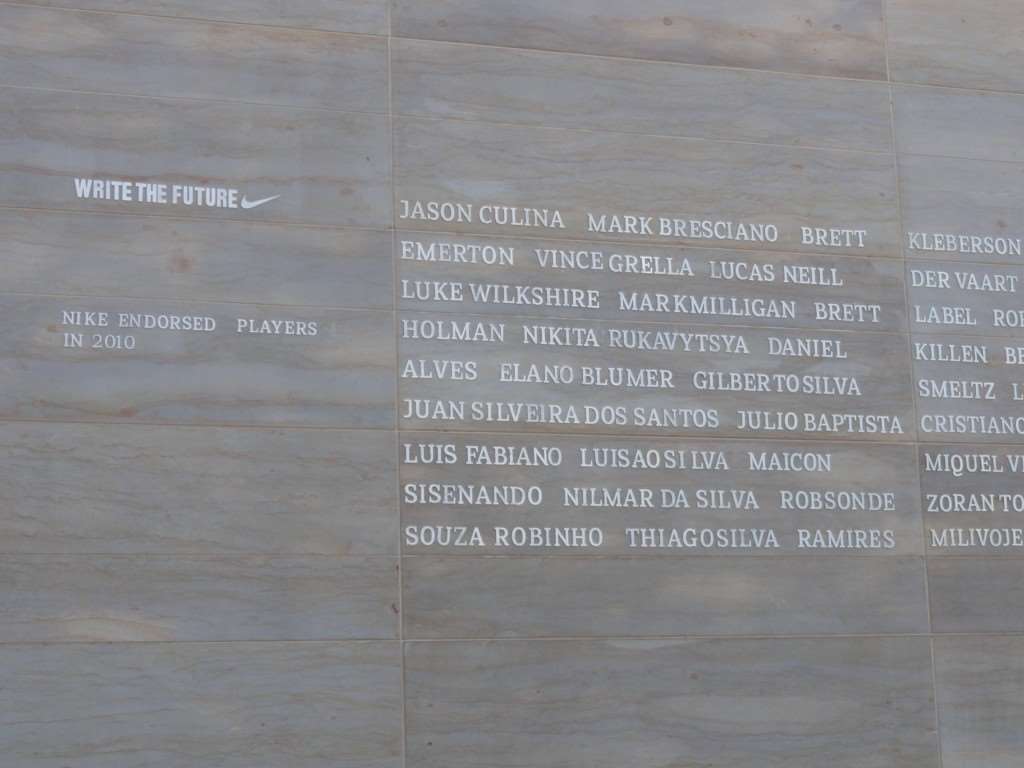 WRITE THE FUTURE
NIKE ENDORSED PLAYERS
IN 2010
JASON CULINA MARK BRESCIANO BRETT
EMERTON VINCE GRELLA LUCAS NEILL
LUKE WILKSHIRE MARKMILLIGAN BRETT
HOLMAN NIKITA RUKAVYTSYA DANIEL
ALVES ELANO BLUMER GILBERTOSILVA
JUAN SILVEIRA DOS SANTOS JULIO BAPTISTA
LUIS FABIANO LUISAO SILVA MAICON
SISENANDO NILMAR DA SILVA ROBSONDE
SOUZA ROBINHO THIAGOSILVA RAMIRES
KLEBERSON
DER VAART
LABEL
KILLEN
SMELTZ
CRISTIANO
MIQUEL
ZORAN
MILIVOJE